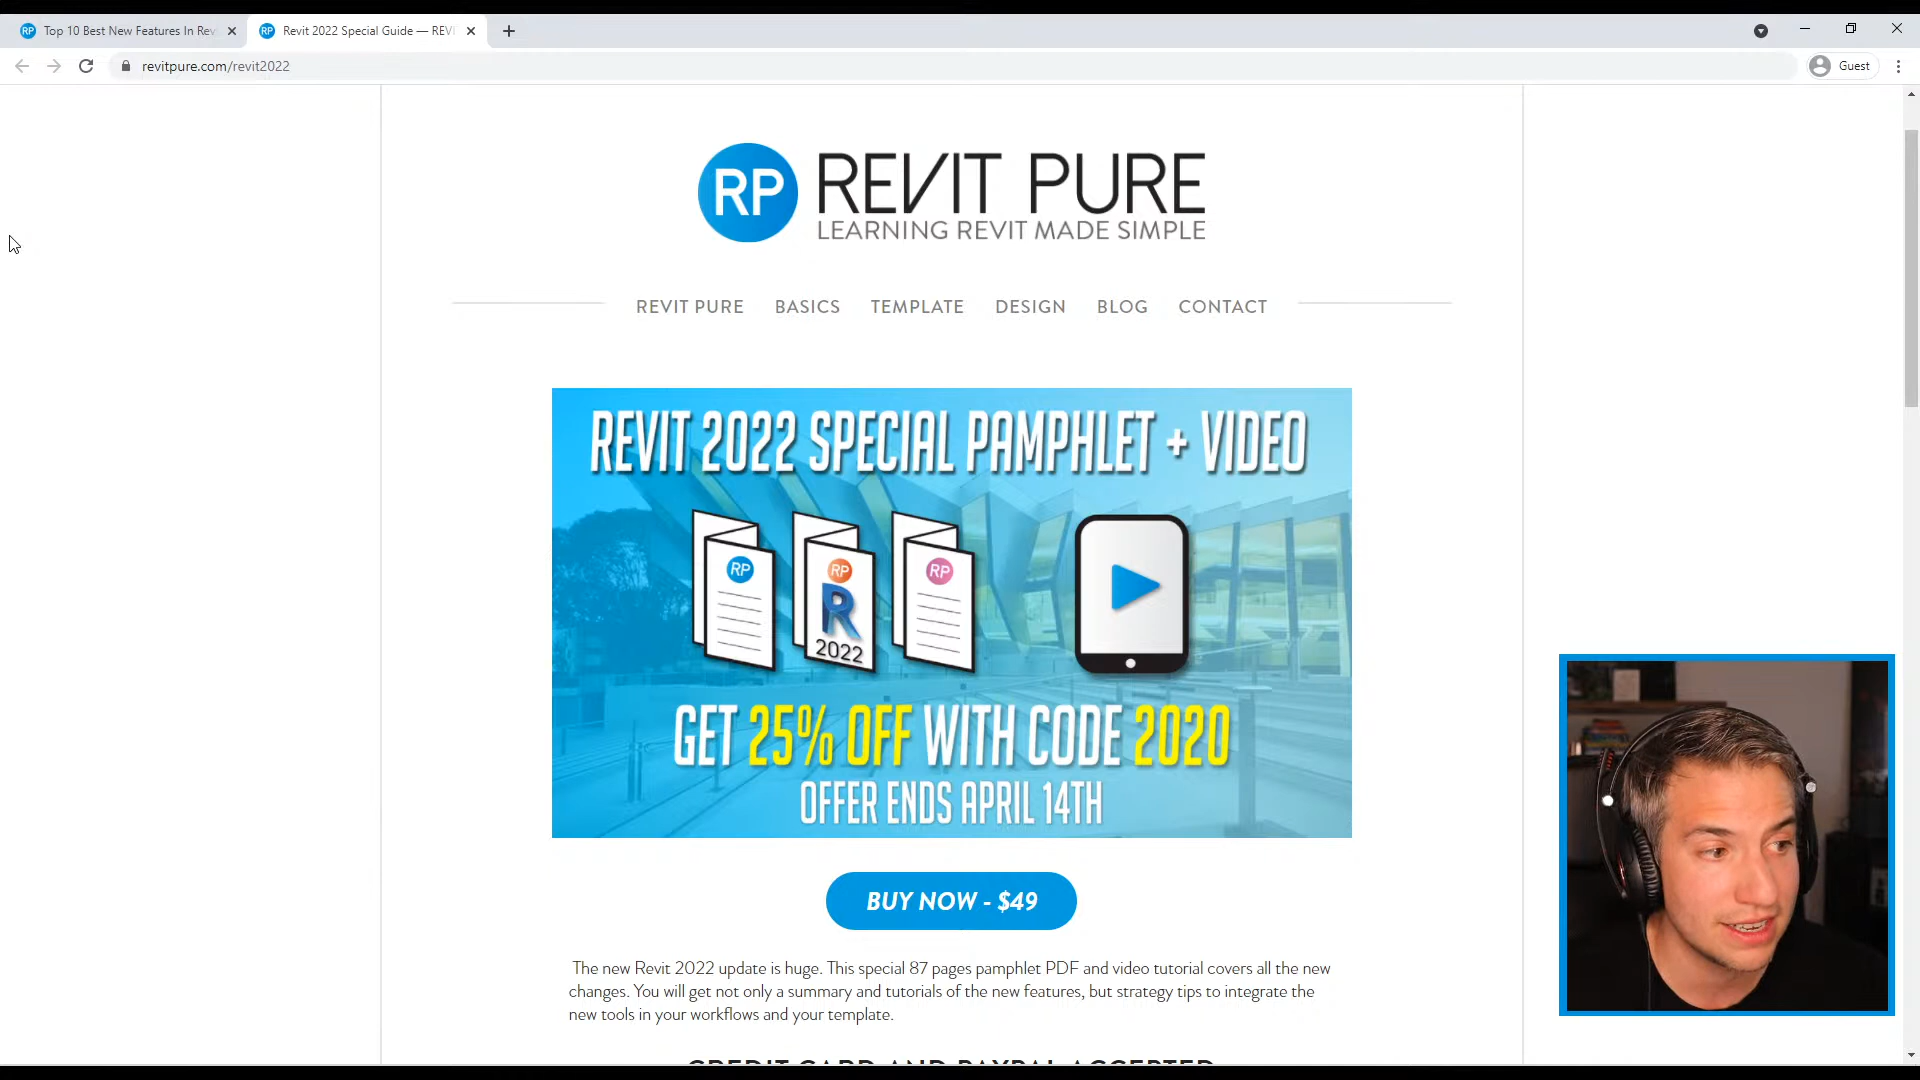 Top 10 Best New Features In Rev
Revit 2022 Special Guide — REVI
revitpure.com/revit2022
Guest
RP REVIT PURE
LEARNING REVIT MADE SIMPLE
REVIT PURE BASICS TEMPLATE DESIGN BLOG CONTACT
REVIT 2022 SPECIAL PAMPHLET + VIDEO
RP RP RP
R
2022
GET 25% OFF WITH CODE 2020
OFFER ENDS APRIL 14TH
BUY NOW - $49
The new Revit 2022 update is huge. This special 87 pages pamphlet PDF and video tutorial covers all the new
changes. You will get not only a summary and tutorials of the new features, but strategy tips to integrate the
new tools in your workflows and your template.
CREDIT CARD AND PAYPAL ACCEPTED